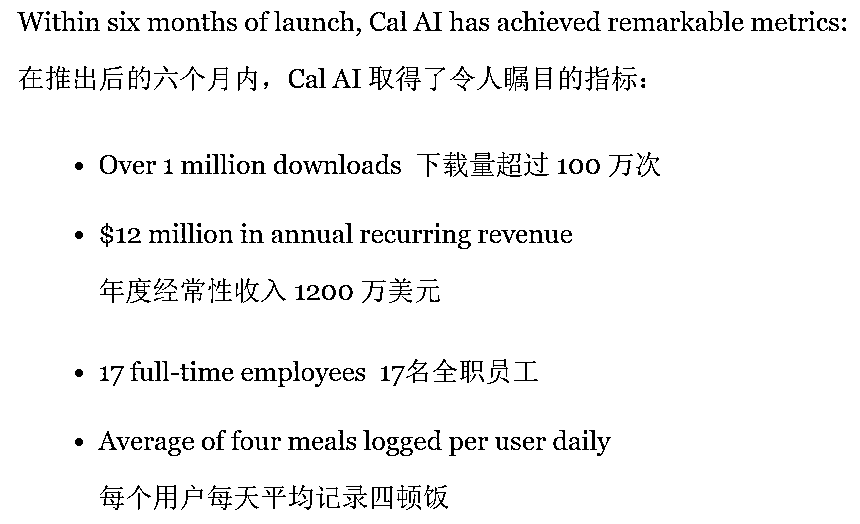 Within six months of launch, Cal AI has achieved remarkable metrics:
在推出后的六个月内，Cal AI 取得了令人瞩目的指标：
• Over 1 million downloads 下载量超过 100 万次
• $12 million in annual recurring revenue
年度经常性收入 1200 万美元
• 17 full-time employees 17名全职员工
• Average of four meals logged per user daily
每个用户每天平均记录四顿饭